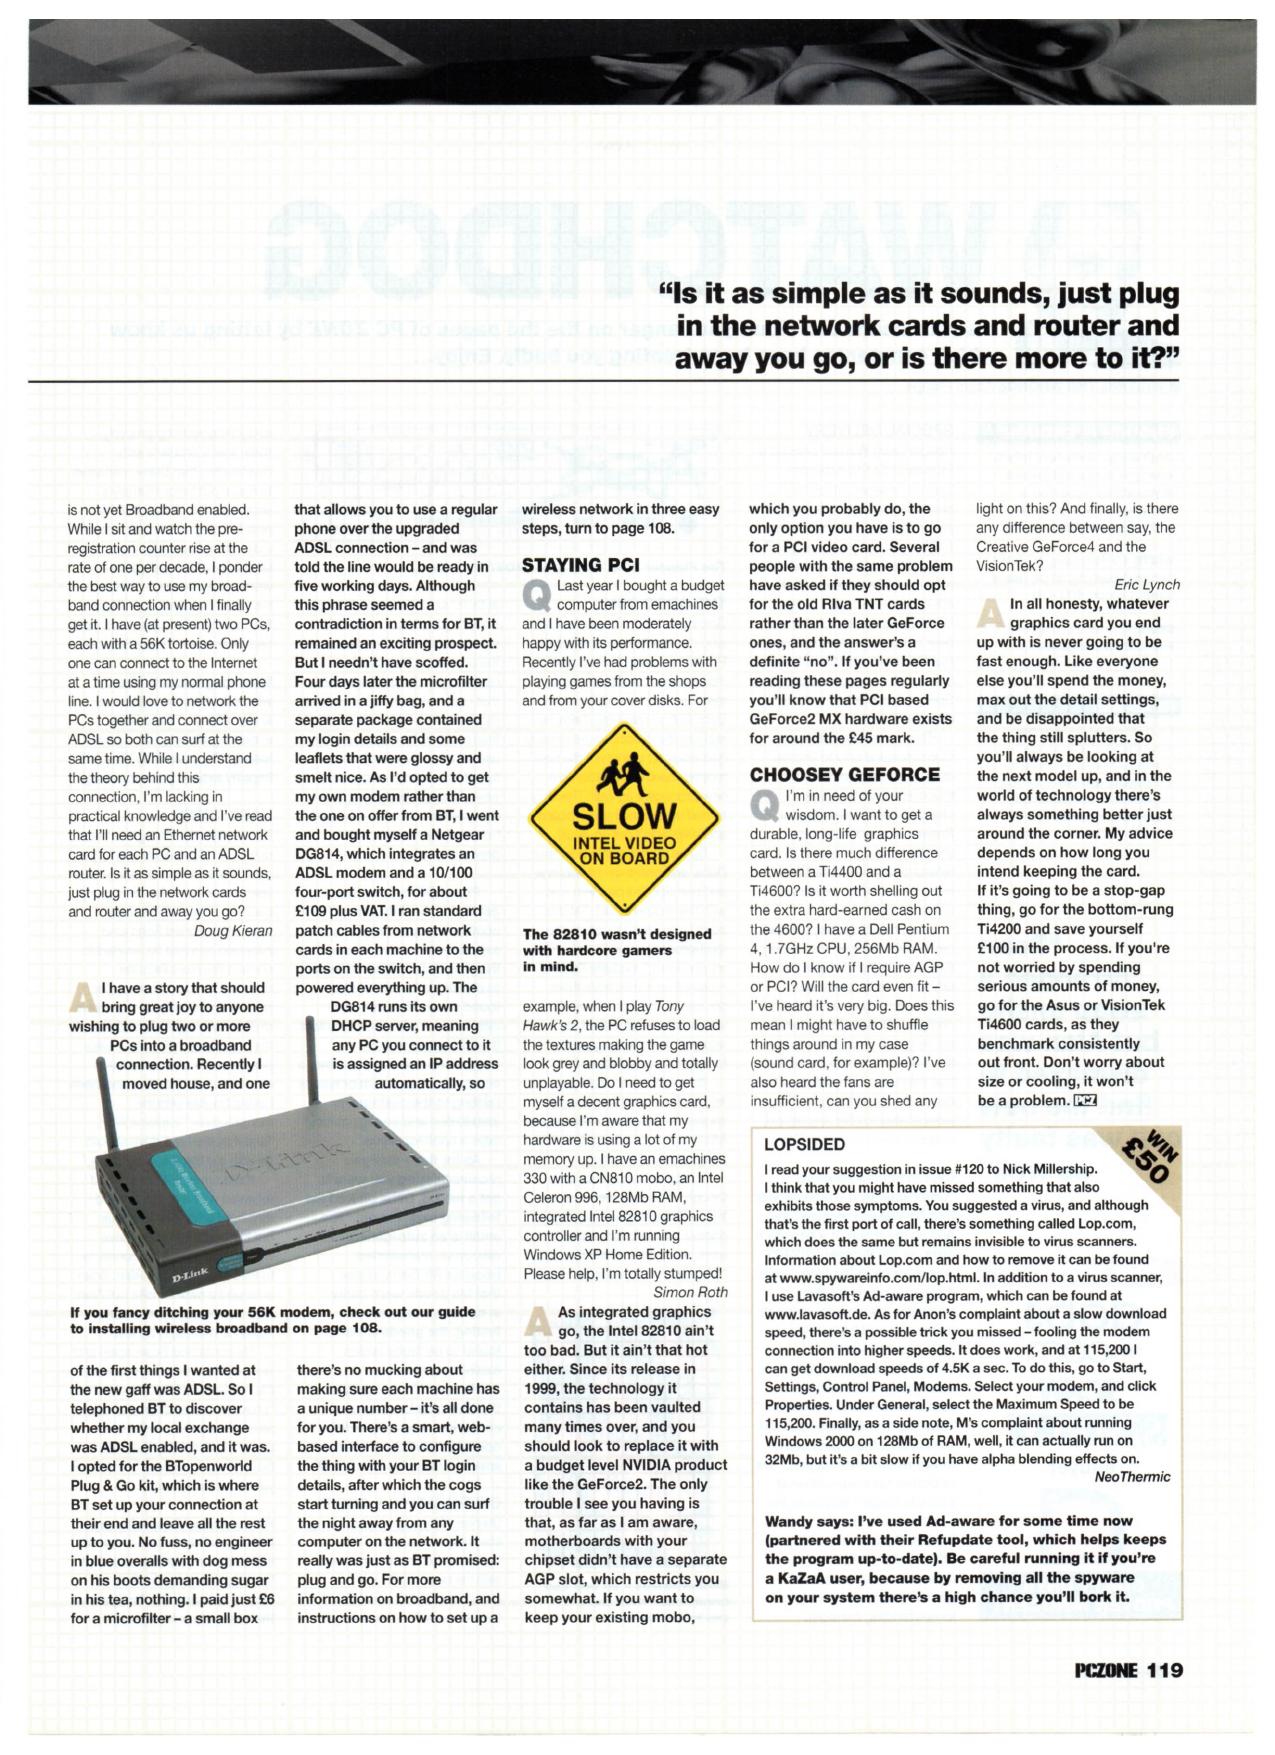 “Is it as simple as it sounds, just plug
in the network cards and router and
away you go, or is there more to it?”
is not yet Broadband enabled.
While I sit and watch the pre-
registration counter rise at the
rate of one per decade, I ponder
the best way to use my broad-
band connection when I finally
get it. I have (at present) two PCs,
each with a 56K tortoise. Only
one can connect to the Internet
at a time using my normal phone
line. I would love to network the
PCs together and connect over
ADSL so both can surf at the
same time. While I understand
the theory behind this
connection, I'm lacking in
practical knowledge and I've read
that I'll need an Ethernet network
card for each PC and an ADSL
router. Is it as simple as it sounds,
just plug in the network cards
and router and away you go?
Doug Kieran
A I have a story that should
bring great joy to anyone
wishing to plug two or more
PCs into a broadband
connection. Recently I
moved house, and one
D-Link
D-Link
If you fancy ditching your 56K modem, check out our guide
to installing wireless broadband on page 108.
of the first things I wanted at
the new gaff was ADSL. So I
telephoned BT to discover
whether my local exchange
was ADSL enabled, and it was.
I opted for the BTopenworld
Plug & Go kit, which is where
BT set up your connection at
their end and leave all the rest
up to you. No fuss, no engineer
in blue overalls with dog mess
on his boots demanding sugar
in his tea, nothing. I paid just £6
for a microfilter – a small box
that allows you to use a regular
phone over the upgraded
ADSL connection – and was
told the line would be ready in
five working days. Although
this phrase seemed a
contradiction in terms for BT, it
remained an exciting prospect.
But I needn't have scoffed.
Four days later the microfilter
arrived in a jiffy bag, and a
separate package contained
my login details and some
leaflets that were glossy and
smelt nice. As I'd opted to get
my own modem rather than
the one on offer from BT, I went
and bought myself a Netgear
DG814, which integrates an
ADSL modem and a 10/100
four-port switch, for about
£109 plus VAT. I ran standard
patch cables from network
cards in each machine to the
ports on the switch, and then
powered everything up. The
DG814 runs its own
DHCP server, meaning
any PC you connect to it
is assigned an IP address
automatically, so
there's no mucking about
making sure each machine has
a unique number – it's all done
for you. There's a smart, web-
based interface to configure
the thing with your BT login
details, after which the cogs
start turning and you can surf
the night away from any
computer on the network. It
really was just as BT promised:
plug and go. For more
information on broadband, and
instructions on how to set up a
wireless network in three easy
steps, turn to page 108.
STAYING PCI
Q Last year I bought a budget
computer from emachines
and I have been moderately
happy with its performance.
Recently I've had problems with
playing games from the shops
and from your cover disks. For
SLOW
INTEL VIDEO
ON BOARD
The 82810 wasn't designed
with hardcore gamers
in mind.
example, when I play Tony
Hawk's 2, the PC refuses to load
the textures making the game
look grey and blobby and totally
unplayable. Do I need to get
myself a decent graphics card,
because I'm aware that my
hardware is using a lot of my
memory up. I have an emachines
330 with a CN810 mobo, an Intel
Celeron 996, 128Mb RAM,
integrated Intel 82810 graphics
controller and I'm running
Windows XP Home Edition.
Please help, I'm totally stumped!
Simon Roth
A As integrated graphics
go, the Intel 82810 ain't
too bad. But it ain't that hot
either. Since its release in
1999, the technology it
contains has been vaulted
many times over, and you
should look to replace it with
a budget level NVIDIA product
like the GeForce2. The only
trouble I see you having is
that, as far as I am aware,
motherboards with your
chipset didn't have a separate
AGP slot, which restricts you
somewhat. If you want to
keep your existing mobo,
which you probably do, the
only option you have is to go
for a PCI video card. Several
people with the same problem
have asked if they should opt
for the old RIva TNT cards
rather than the later GeForce
ones, and the answer's a
definite “no”. If you've been
reading these pages regularly
you'll know that PCI based
GeForce2 MX hardware exists
for around the £45 mark.
CHOOSEY GEFORCE
Q I'm in need of your
wisdom. I want to get a
durable, long-life graphics
card. Is there much difference
between a Ti4400 and a
Ti4600? Is it worth shelling out
the extra hard-earned cash on
the 4600? I have a Dell Pentium
4, 1.7GHz CPU, 256Mb RAM.
How do I know if I require AGP
or PCI? Will the card even fit –
I've heard it's very big. Does this
mean I might have to shuffle
things around in my case
(sound card, for example)? I've
also heard the fans are
insufficient, can you shed any
light on this? And finally, is there
any difference between say, the
Creative GeForce4 and the
VisionTek?
Eric Lynch
A In all honesty, whatever
graphics card you end
up with is never going to be
fast enough. Like everyone
else you'll spend the money,
max out the detail settings,
and be disappointed that
the thing still splutters. So
you'll always be looking at
the next model up, and in the
world of technology there's
always something better just
around the corner. My advice
depends on how long you
intend keeping the card.
If it's going to be a stop-gap
thing, go for the bottom-rung
Ti4200 and save yourself
£100 in the process. If you're
not worried by spending
serious amounts of money,
go for the Asus or VisionTek
Ti4600 cards, as they
benchmark consistently
out front. Don't worry about
size or cooling, it won't
be a problem. PCZ
LOPSIDED
WIN
£50
I read your suggestion in issue #120 to Nick Millership.
I think that you might have missed something that also
exhibits those symptoms. You suggested a virus, and although
that's the first port of call, there's something called Lop.com,
which does the same but remains invisible to virus scanners.
Information about Lop.com and how to remove it can be found
at www.spywareinfo.com/lop.html. In addition to a virus scanner,
I use Lavasoft's Ad-aware program, which can be found at
www.lavasoft.de. As for Anon's complaint about a slow download
speed, there's a possible trick you missed – fooling the modem
connection into higher speeds. It does work, and at 115,200 I
can get download speeds of 4.5K a sec. To do this, go to Start,
Settings, Control Panel, Modems. Select your modem, and click
Properties. Under General, select the Maximum Speed to be
115,200. Finally, as a side note, M's complaint about running
Windows 2000 on 128Mb of RAM, well, it can actually run on
32Mb, but it's a bit slow if you have alpha blending effects on.
NeoThermic
Wandy says: I've used Ad-aware for some time now
(partnered with their Refupdate tool, which helps keeps
the program up-to-date). Be careful running it if you're
a KaZaA user, because by removing all the spyware
on your system there's a high chance you'll bork it.
PCZONE 119